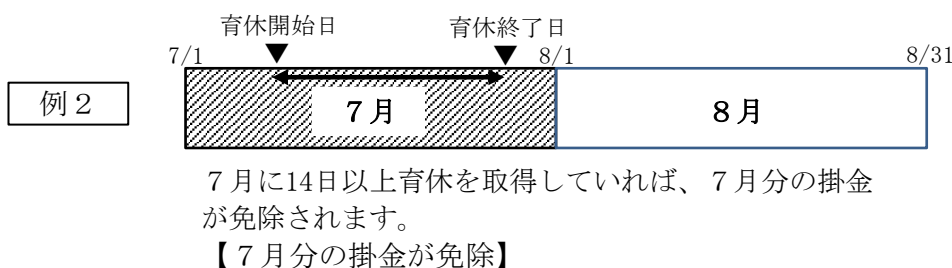 育休開始日 育休終了日
7/1 8/1 8/31
例２
７月 ８月
７月に14日以上育休を取得していれば、７月分の掛金
が免除されます。
【７月分の掛金が免除】